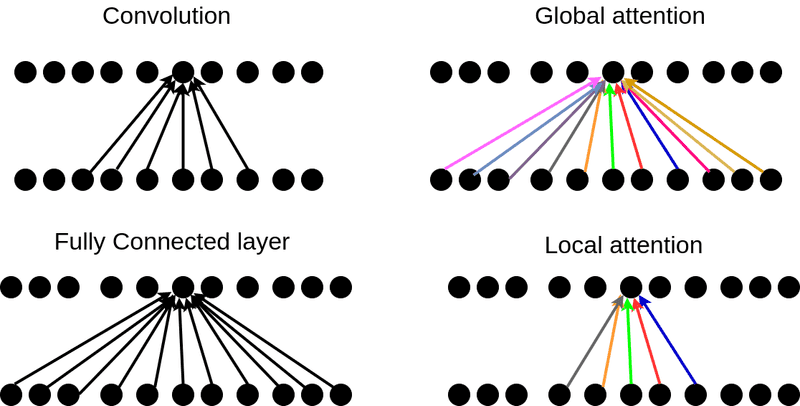 Convolution
Global attention
Fully Connected layer
Local attention